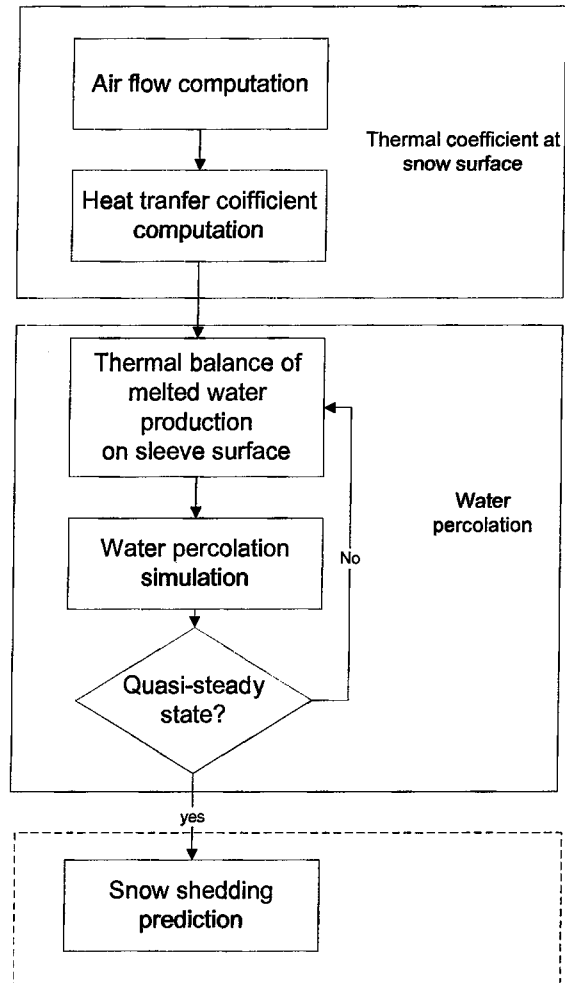 Air flow computation
Thermal coefficient at
snow surface
Heat tranfer coifficient
computation
Thermal balance of
melted water
production
on sleeve surface
Water
percolation
Water percolation
simulation
No
Quasi-steady
state?
yes
Snow shedding
prediction